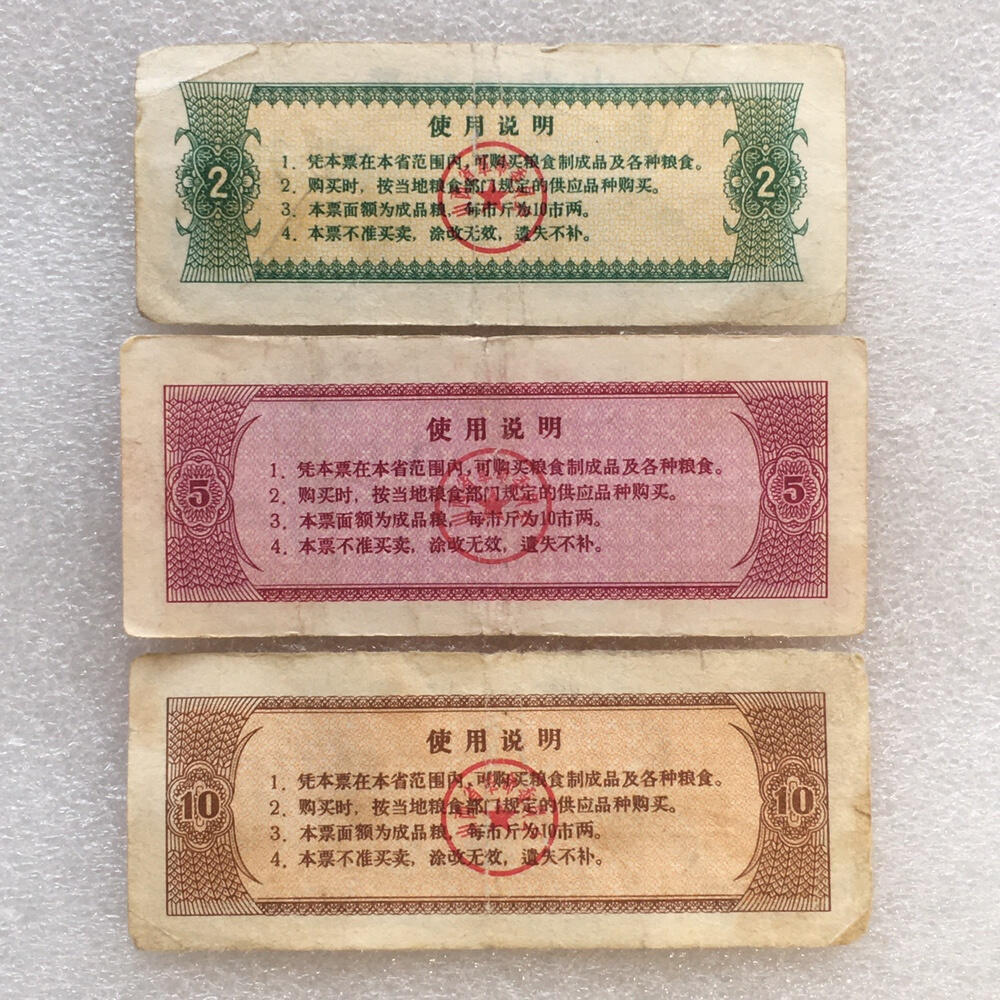 使用说明
1．凭本票在本省范围内，可购买粮食制成品及各种粮食。
2．购买时，按当地粮食部门规定的供应品种购买。
3．本票面额为成品粮，每市斤为10市两。
4．本票不准买卖，涂改无效，遗失不补。
2 2
使用说明
1．凭本票在本省范围内，可购买粮食制成品及各种粮食。
2．购买时，按当地粮食部门规定的供应品种购买。
3．本票面额为成品粮，每市斤为10市两。
4．本票不准买卖，涂改无效，遗失不补。
5 5
使用说明
1．凭本票在本省范围内，可购买粮食制成品及各种粮食。
2．购买时，按当地粮食部门规定的供应品种购买。
3．本票面额为成品粮，每市斤为10市两。
4．本票不准买卖，涂改无效，遗失不补。
10 10